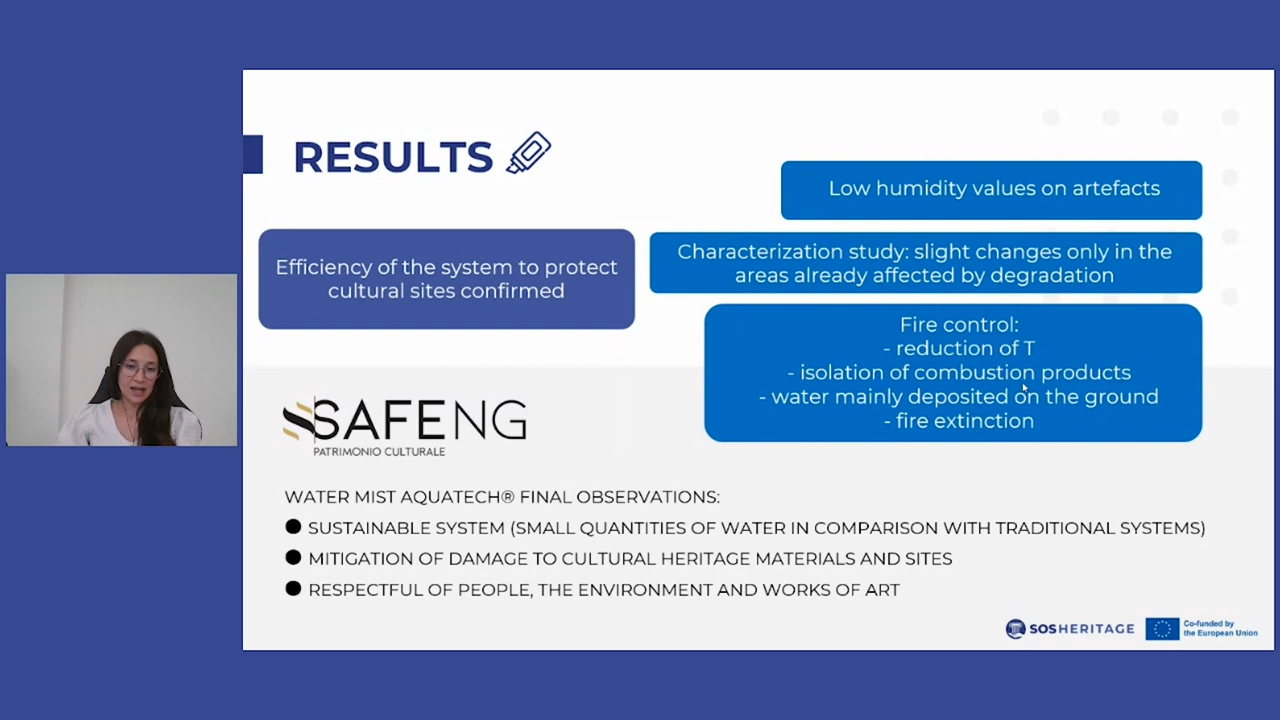 RESULTS
Low humidity values on artefacts
Efficiency of the system to protect
cultural sites confirmed
Characterization study: slight changes only in the
areas already affected by degradation
Fire control:
- reduction of T
- isolation of combustion products
- water mainly deposited on the ground
- fire extinction
SAFENG
PATRIMONIO CULTURALE
WATER MIST AQUATECH® FINAL OBSERVATIONS:
● SUSTAINABLE SYSTEM (SMALL QUANTITIES OF WATER IN COMPARISON WITH TRADITIONAL SYSTEMS)
● MITIGATION OF DAMAGE TO CULTURAL HERITAGE MATERIALS AND SITES
● RESPECTFUL OF PEOPLE, THE ENVIRONMENT AND WORKS OF ART
SOSHERITAGE
Co-funded by
the European Union